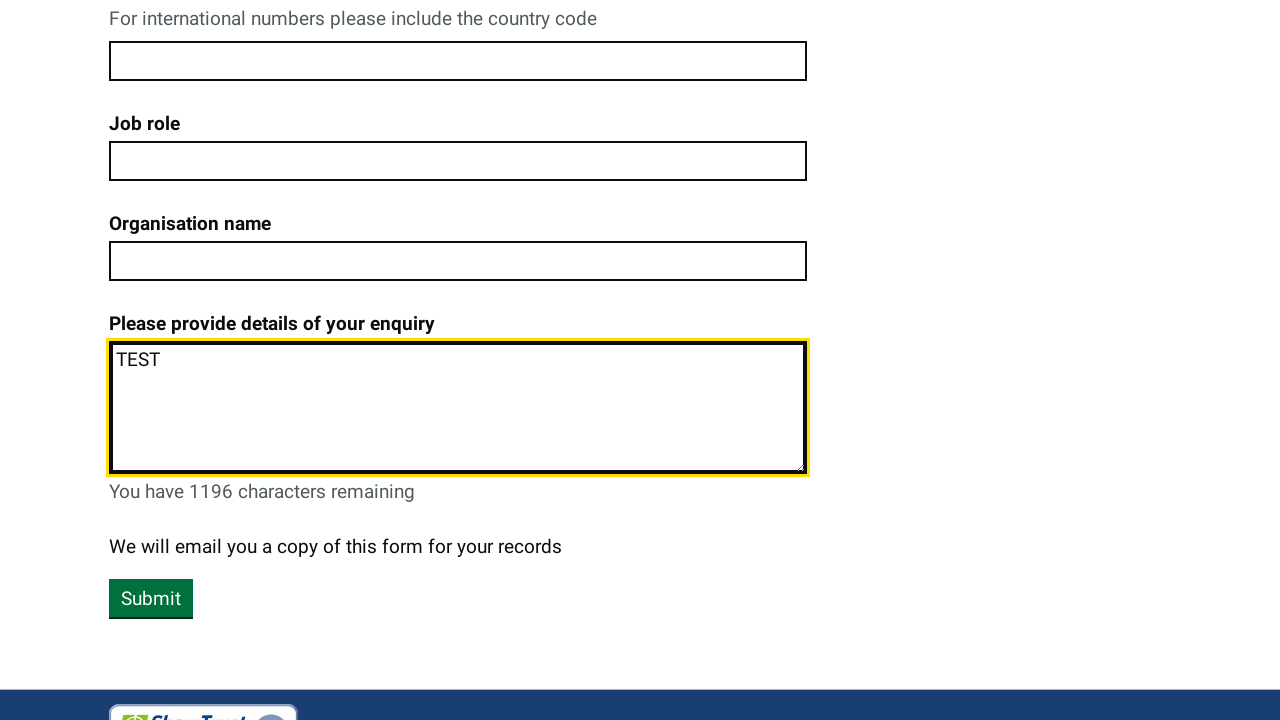 For international numbers please include the country code
Job role
Organisation name
Please provide details of your enquiry
TEST
You have 1196 characters remaining
We will email you a copy of this form for your records
Submit